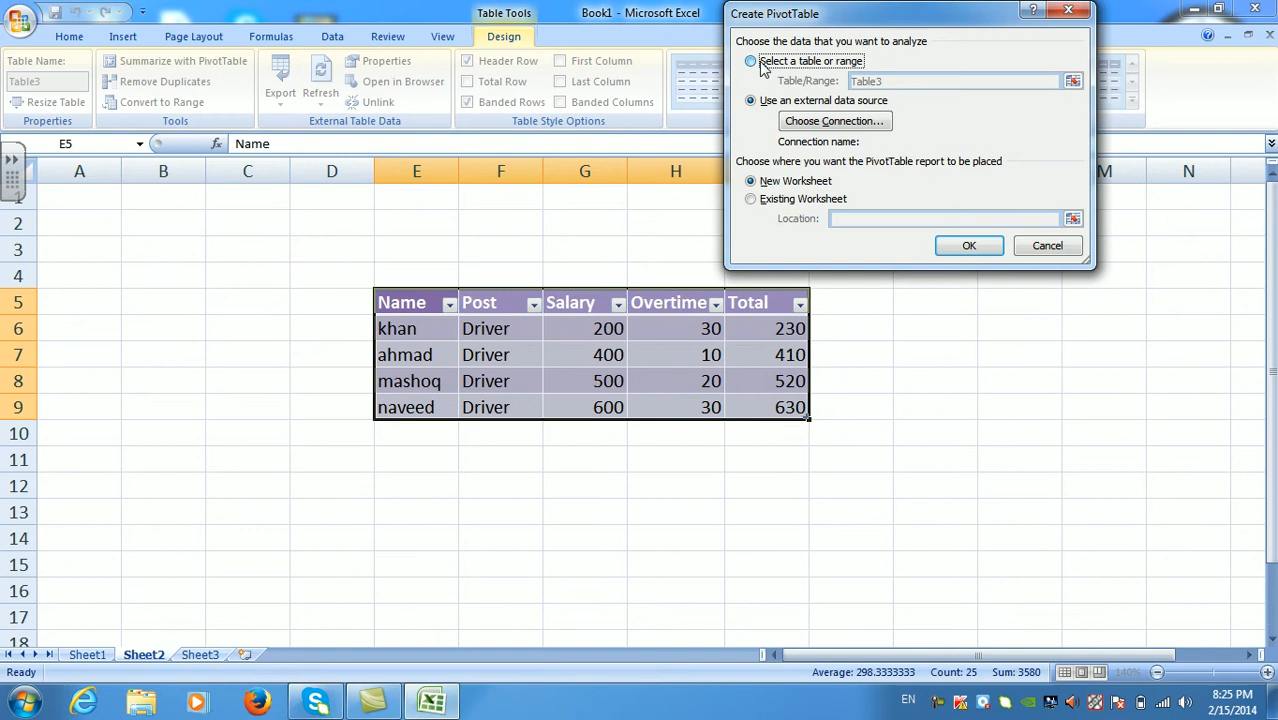 Table Tools
Book1 - Microsoft Excel
Home
Insert
Page Layout
Formulas
Data
Review
View
Design
Table Name:
Table3
Resize Table
Properties
Summarize with PivotTable
Remove Duplicates
Convert to Range
Tools
Export
Refresh
Properties
Open in Browser
Unlink
External Table Data
Header Row
Total Row
Banded Rows
First Column
Last Column
Banded Columns
Table Style Options
Create PivotTable
?
Choose the data that you want to analyze
Select a table or range
Table/Range: Table3
Use an external data source
Choose Connection...
Connection name:
Choose where you want the PivotTable report to be placed
New Worksheet
Existing Worksheet
Location:
OK
Cancel
E5
fx
Name
A B C D E F G H M N
1
2
3
4
5 Name Post Salary Overtime Total
6 khan Driver 200 30 230
7 ahmad Driver 400 10 410
8 mashoq Driver 500 20 520
9 naveed Driver 600 30 630
10
11
12
13
14
15
16
17
18
Sheet1 Sheet2 Sheet3
Ready
Average: 298.3333333 Count: 25 Sum: 3580
140%
EN
8:25 PM
2/15/2014